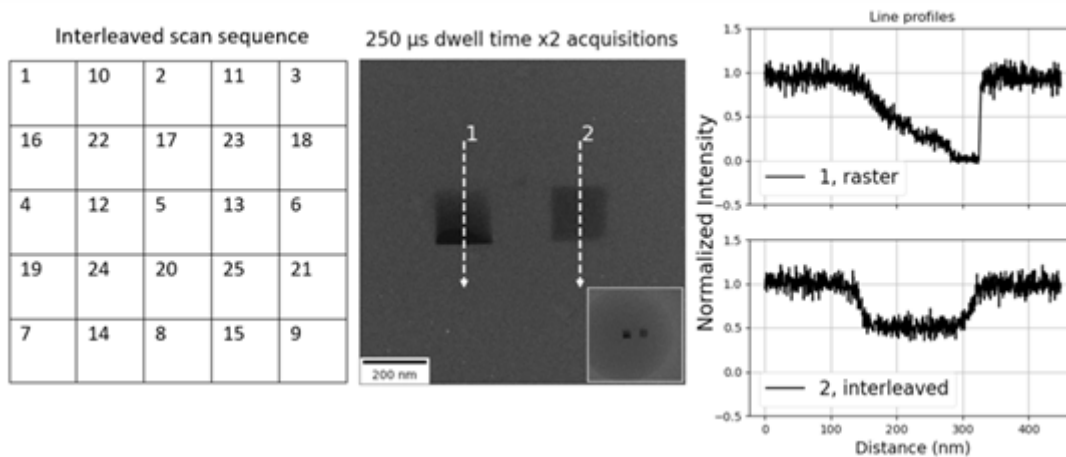 Interleaved scan sequence
1 10 2 11 3
16 22 17 23 18
4 12 5 13 6
19 24 20 25 21
7 14 8 15 9
250 µs dwell time x2 acquisitions
1 2
200 nm
Line profiles
Normalized Intensity
1.5
1.0
0.5
0.0
−0.5
1, raster
1.5
1.0
0.5
0.0
−0.5
2, interleaved
0 100 200 300 400
Distance (nm)